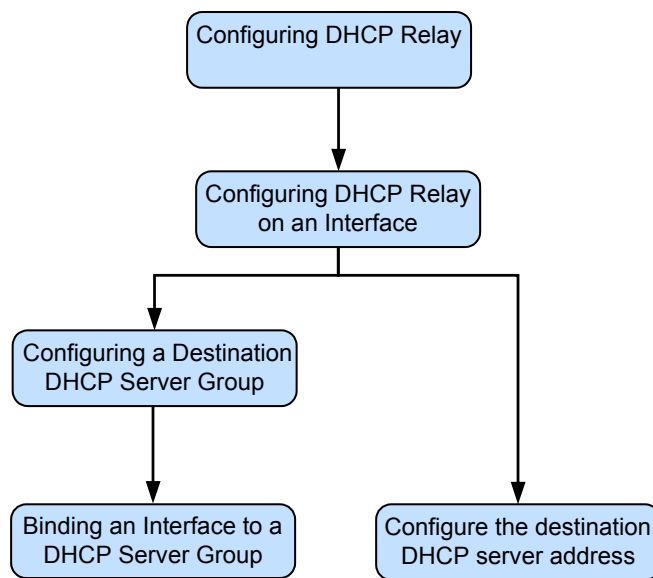 Configuring DHCP Relay
Configuring DHCP Relay
on an Interface
Configuring a Destination
DHCP Server Group
Binding an Interface to a
DHCP Server Group
Configure the destination
DHCP server address